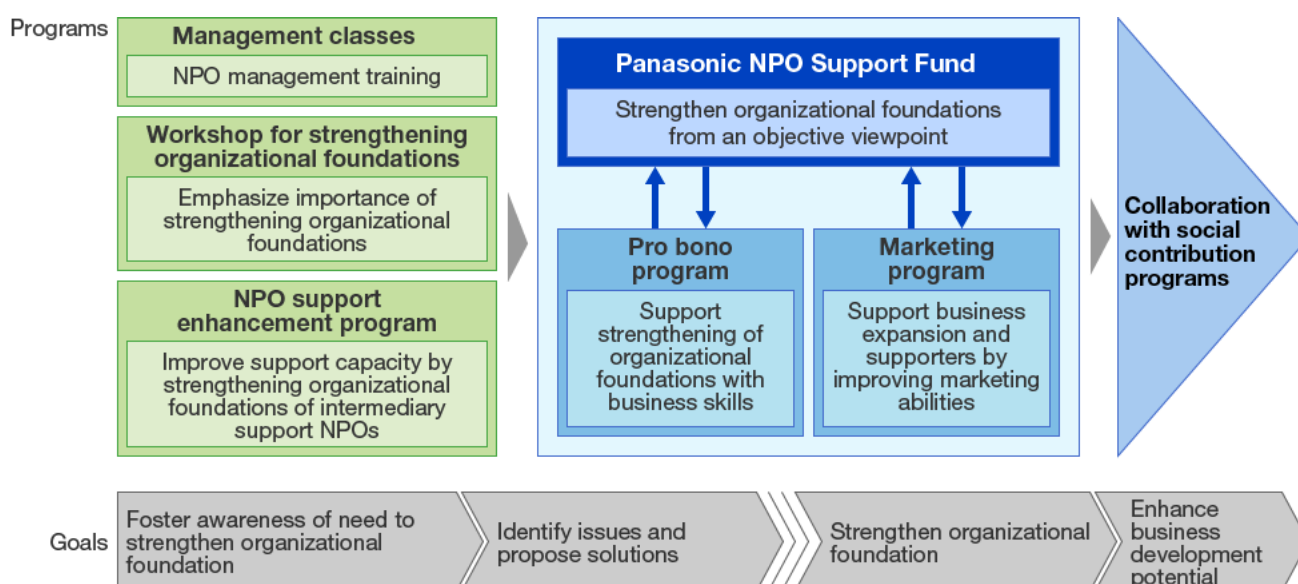 Programs
Management classes
NPO management training
Workshop for strengthening
organizational foundations
Emphasize importance of
strengthening organizational
foundations
NPO support
enhancement program
Improve support capacity by
strengthening organizational
foundations of intermediary
support NPOs
Panasonic NPO Support Fund
Strengthen organizational foundations
from an objective viewpoint
Pro bono
program
Support
strengthening of
organizational
foundations with
business skills
Marketing
program
Support business
expansion and
supporters by
improving marketing
abilities
Collaboration
with social
contribution
programs
Goals
Foster awareness of need to
strengthen organizational
foundation
Identify issues and
propose solutions
Strengthen organizational
foundation
Enhance
business
development
potential